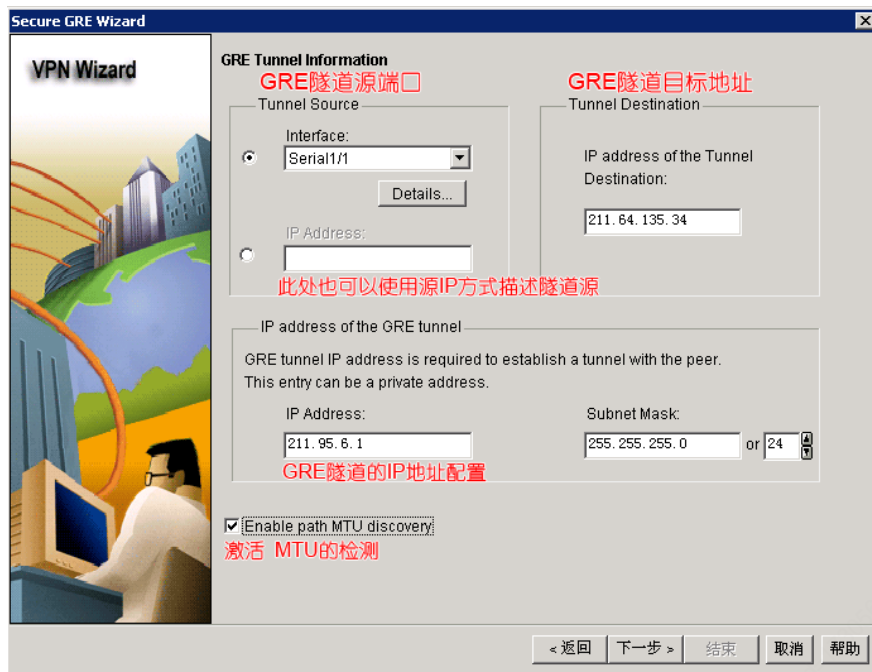 Secure GRE Wizard
VPN Wizard
GRE Tunnel Information
GRE隧道源端口
GRE隧道目标地址
Tunnel Source
Tunnel Destination
Interface:
Serial1/1
Details...
IP Address:
IP address of the Tunnel
Destination:
211.64.135.34
此处也可以使用源IP方式描述隧道源
IP address of the GRE tunnel
GRE tunnel IP address is required to establish a tunnel with the peer.
This entry can be a private address.
IP Address:
Subnet Mask:
211.95.6.1
255.255.255.0 or 24
GRE隧道的IP地址配置
Enable path MTU discovery
激活 MTU的检测
<返回 下一步> 结束 取消 帮助